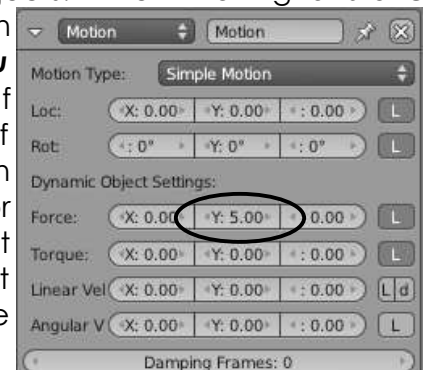 Motion Motion
Motion Type: Simple Motion
Loc: X: 0.00 Y: 0.00 : 0.00 L
Rot: : 0° Y: 0° : 0° L
Dynamic Object Settings:
Force: X: 0.00 Y: 5.00 0.00 L
Torque: X: 0.00 Y: 0.00 : 0.00 L
Linear Vel X: 0.00 Y: 0.00 : 0.00 L d
Angular V X: 0.00 Y: 0.00 : 0.00 L
Damping Frames: 0